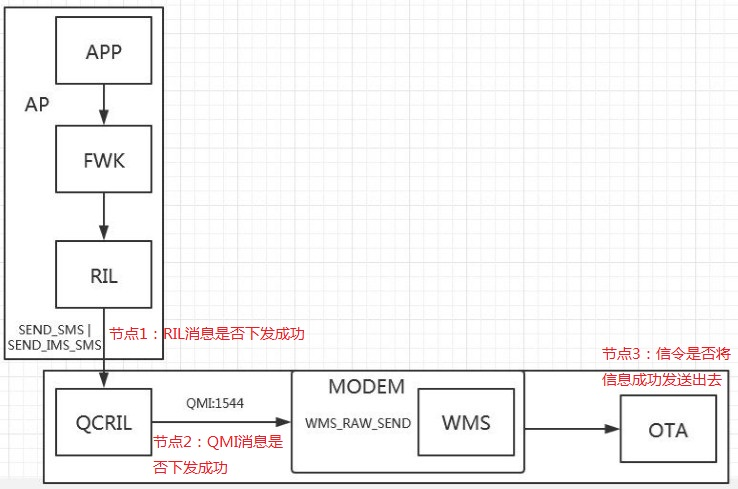 APP
AP
FWK
RIL
SEND_SMS |
SEND_IMS_SMS
节点1：RIL消息是否下发成功
节点3：信令是否将
信息成功发送出去
QCRIL
QMI:1544
节点2：QMI消息是
否下发成功
MODEM
WMS_RAW_SEND
WMS
OTA